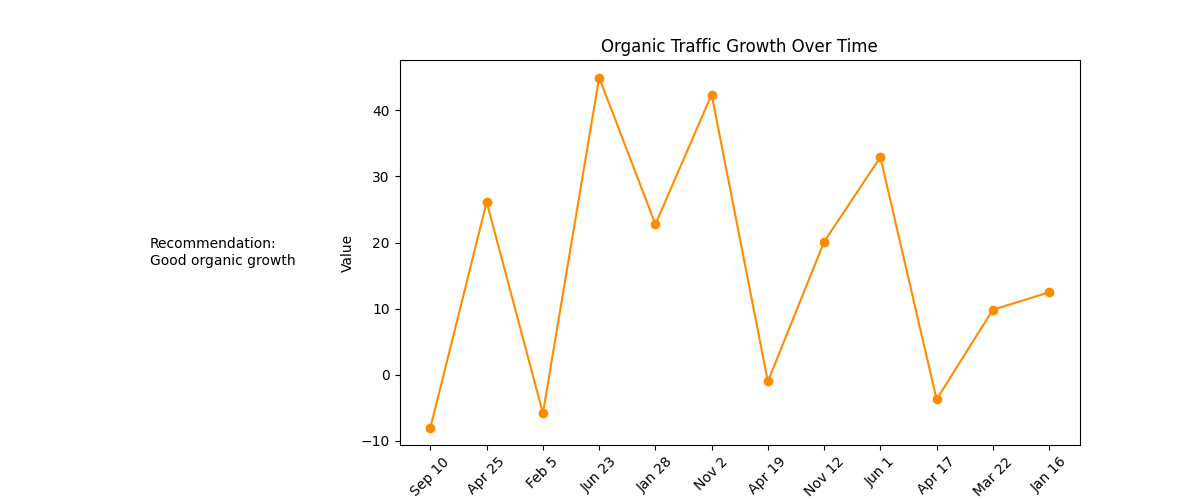 Organic Traffic Growth Over Time
Recommendation:
Good organic growth
Value
40
30
20
10
0
−10
Sep 10
Apr 25
Feb 5
Jun 23
Jan 28
Nov 2
Apr 19
Nov 12
Jun 1
Apr 17
Mar 22
Jan 16